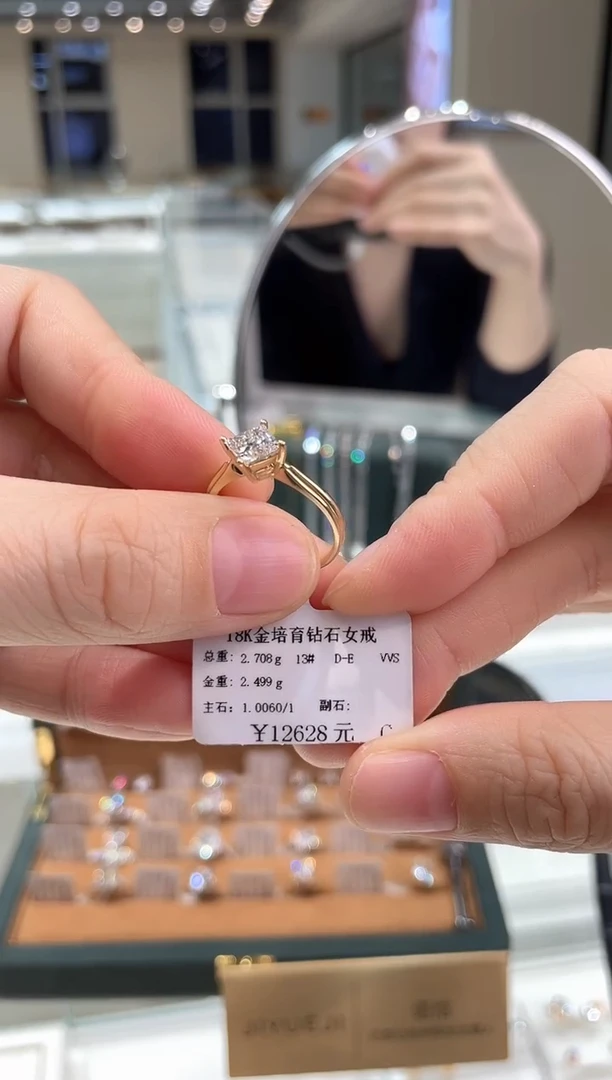 18K金培育钻石女戒
总重: 2.708g 13# D-E VVS
金重: 2.499g
主石: 1.0060/1 副石:
¥12628元